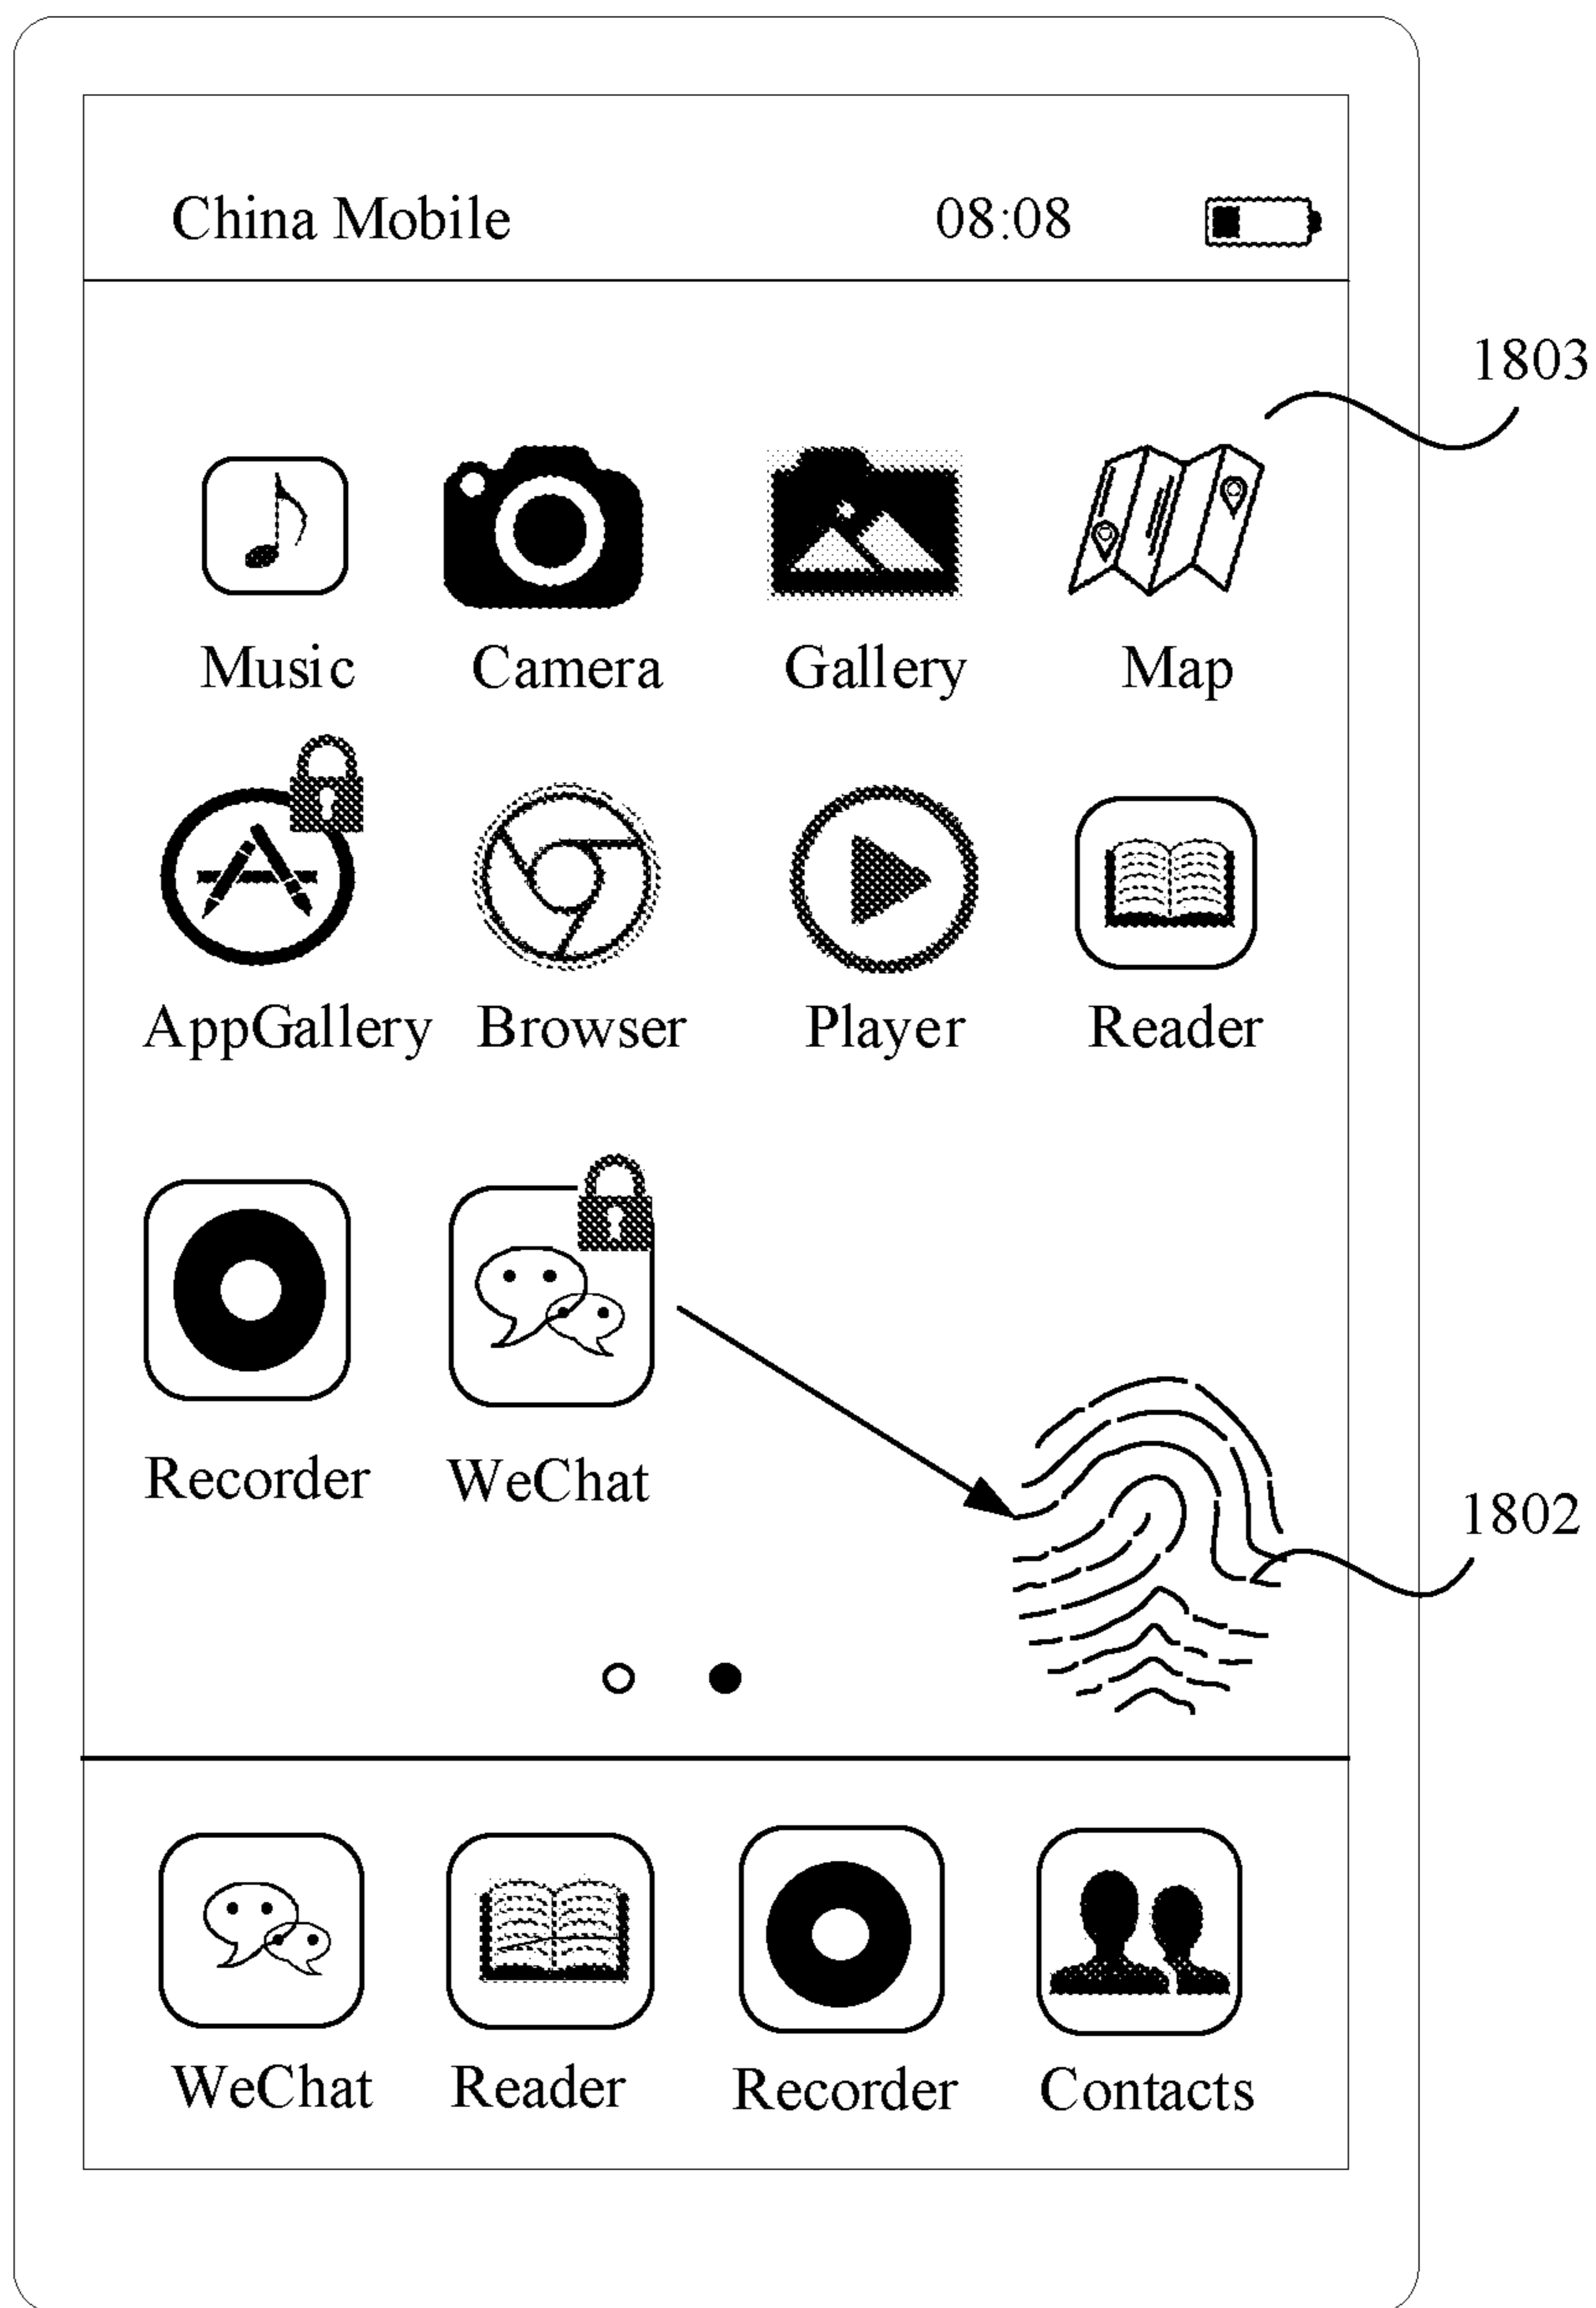 China Mobile 08:08
1803
Music Camera Gallery Map
AppGallery Browser Player Reader
Recorder WeChat
1802
WeChat Reader Recorder Contacts